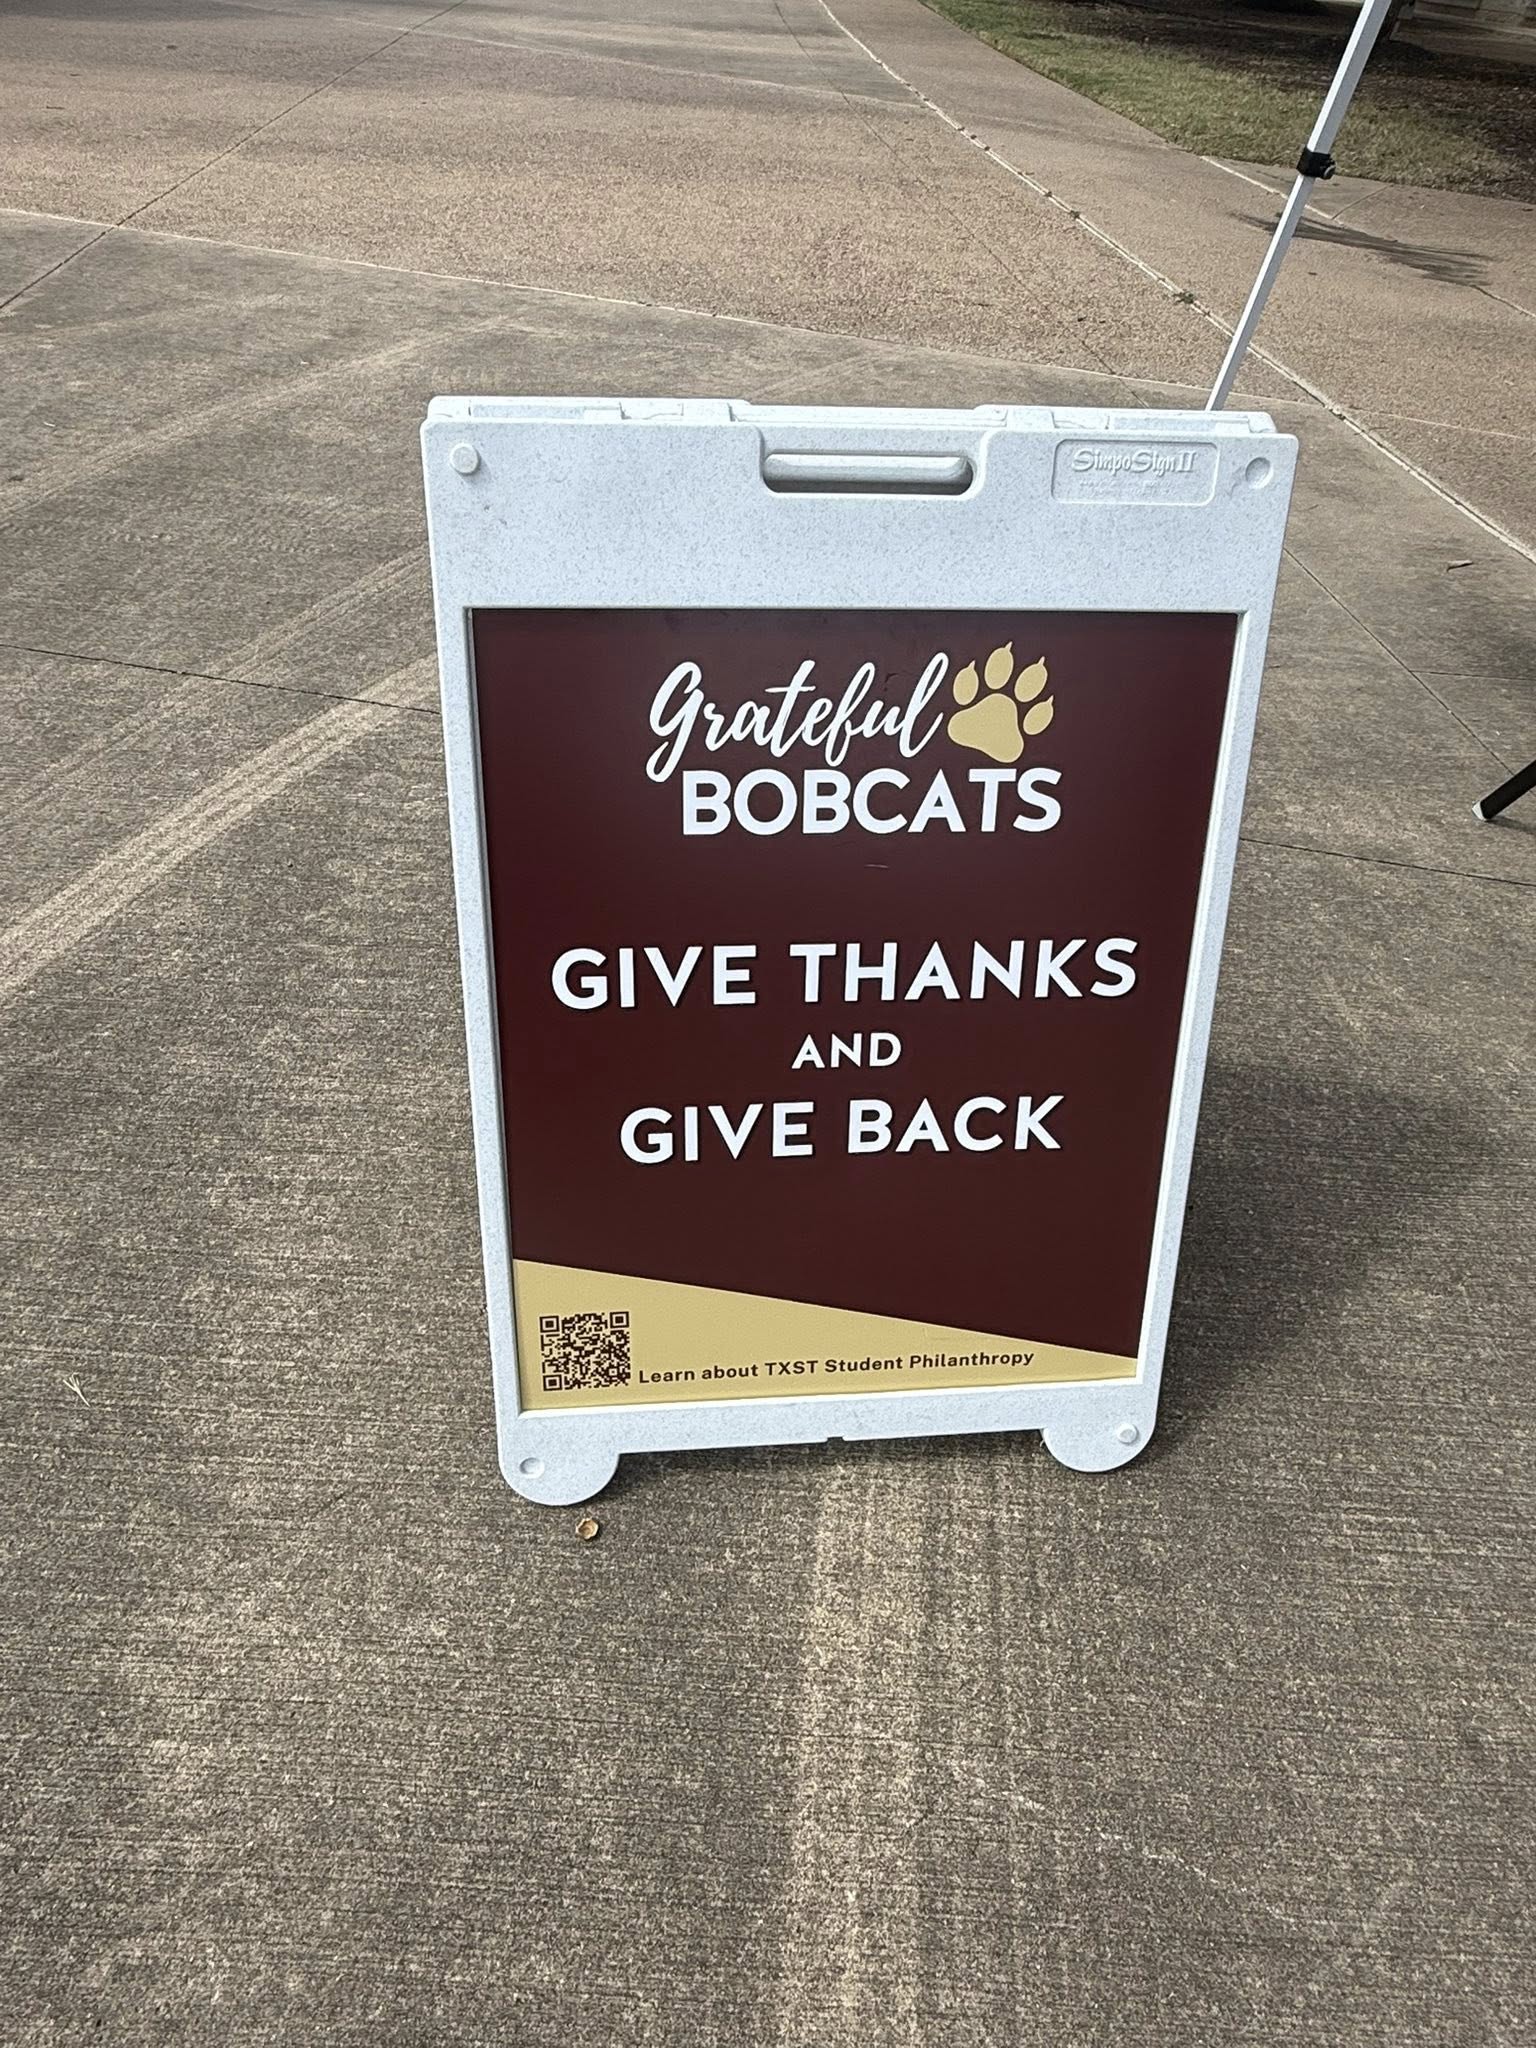 SimpoSign II
Grateful
BOBCATS
GIVE THANKS
AND
GIVE BACK
Learn about TXST Student Philanthropy